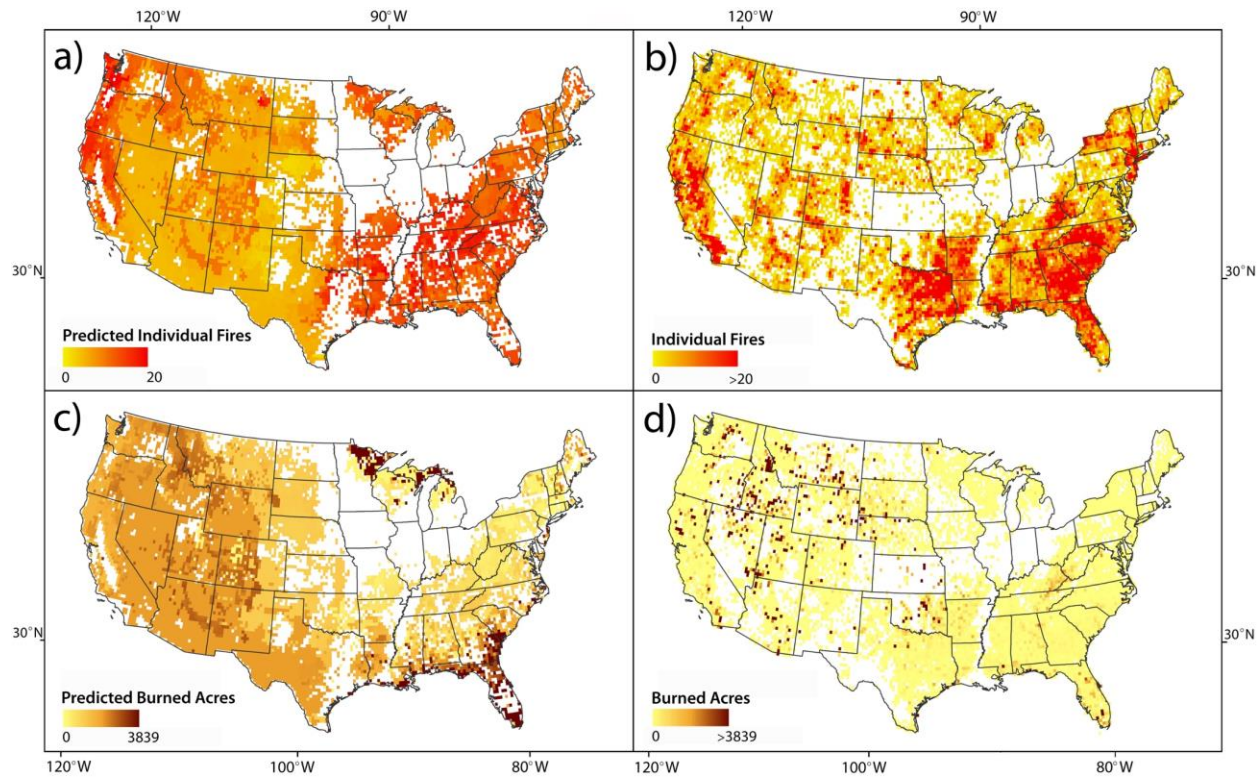 120°W 90°W 120°W 90°W
a) b)
30°N 30°N
Predicted Individual Fires Individual Fires
0 20 0 >20
c) d)
30°N 30°N
Predicted Burned Acres Burned Acres
0 3839 0 >3839
120°W 100°W 80°W 120°W 100°W 80°W